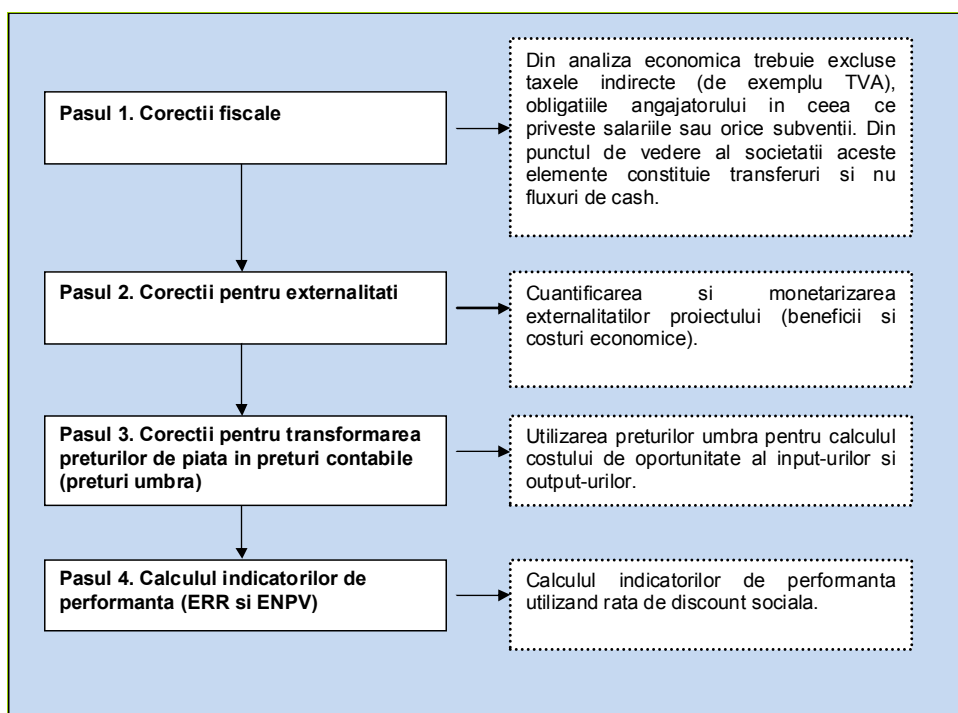 Pasul 1. Corectii fiscale
Din analiza economica trebuie excluse
taxele indirecte (de exemplu TVA),
obligatiile angajatorului in ceea ce
priveste salariile sau orice subventii. Din
punctul de vedere al societatii aceste
elemente constituie transferuri si nu
fluxuri de cash.
Pasul 2. Corectii pentru externalitati
Cuantificarea si monetarizarea
externalitatilor proiectului (beneficii si
costuri economice).
Pasul 3. Corectii pentru transformarea
preturilor de piata in preturi contabile
(preturi umbra)
Utilizarea preturilor umbra pentru calculul
costului de oportunitate al input-urilor si
output-urilor.
Pasul 4. Calculul indicatorilor de
performanta (ERR si ENPV)
Calculul indicatorilor de performanta
utilizand rata de discount sociala.